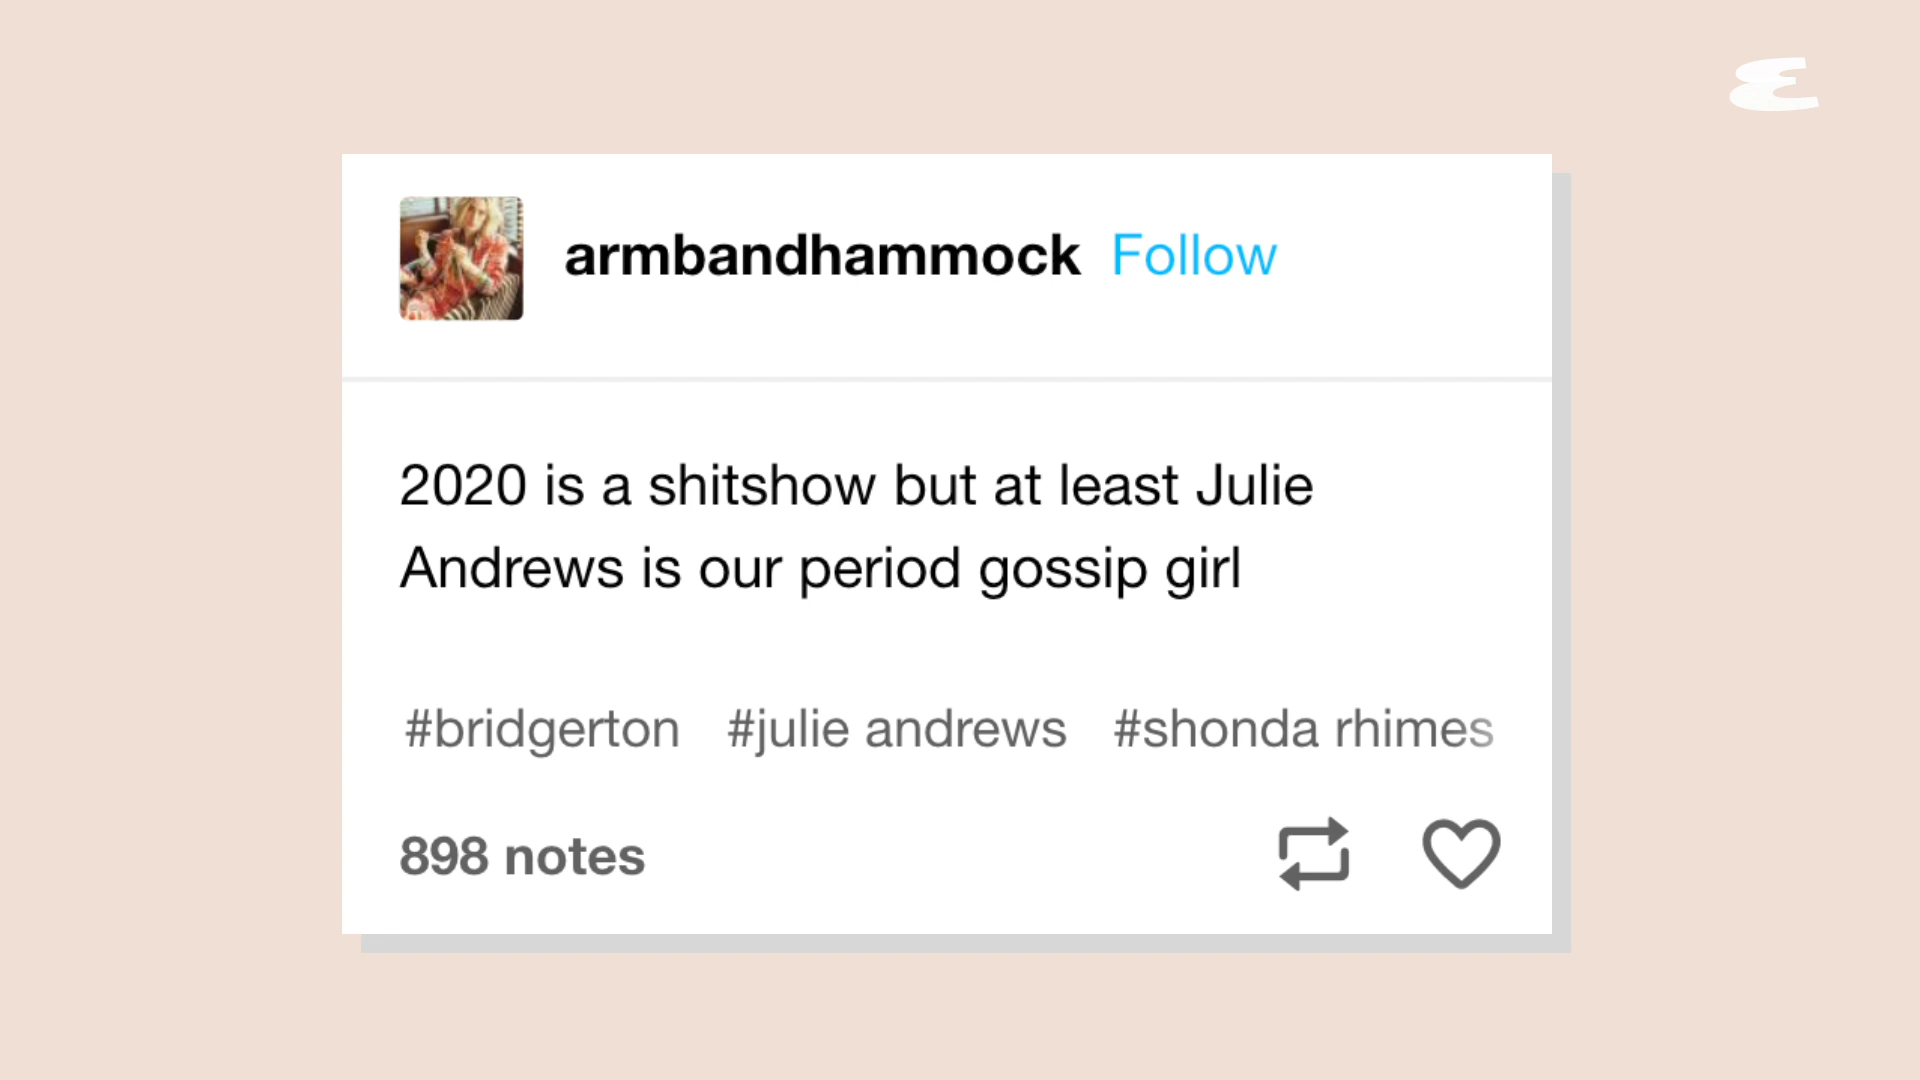 armbandhammock Follow
2020 is a shitshow but at least Julie
Andrews is our period gossip girl
#bridgerton #julie andrews #shonda rhimes
898 notes